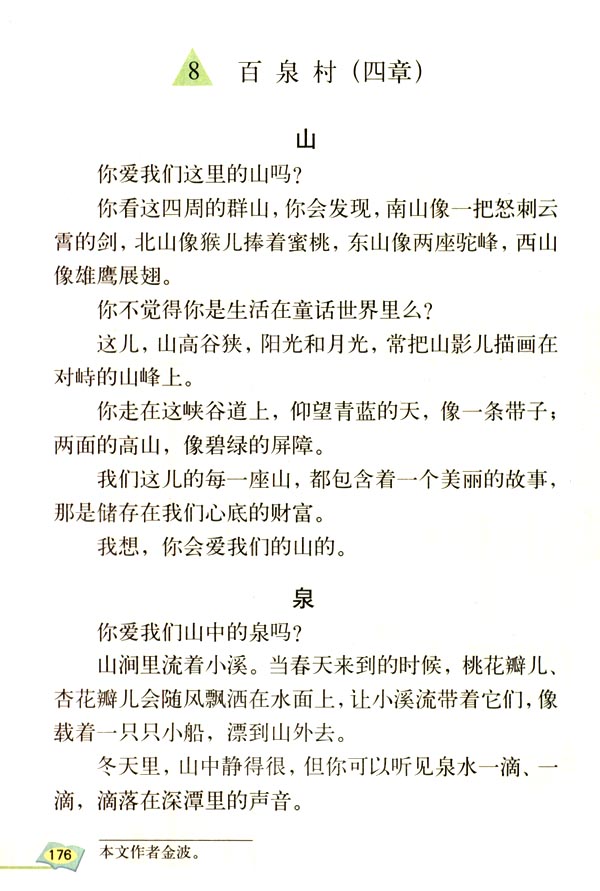 8 百泉村（四章）
山
你爱我们这里的山吗？
你看这四周的群山，你会发现，南山像一把怒刺云
霄的剑，北山像猴儿捧着蜜桃，东山像两座驼峰，西山
像雄鹰展翅。
你不觉得你是生活在童话世界里么？
这儿，山高谷狭，阳光和月光，常把山影儿描画在
对峙的山峰上。
你走在这峡谷道上，仰望青蓝的天，像一条带子；
两面的高山，像碧绿的屏障。
我们这儿的每一座山，都包含着一个美丽的故事，
那是储存在我们心底的财富。
我想，你会爱我们的山的。
泉
你爱我们山中的泉吗？
山涧里流着小溪。当春天来到的时候，桃花瓣儿、
杏花瓣儿会随风飘洒在水面上，让小溪流带着它们，像
载着一只只小船，漂到山外去。
冬天里，山中静得很，但你可以听见泉水一滴、一
滴，滴落在深潭里的声音。
176 本文作者金波。